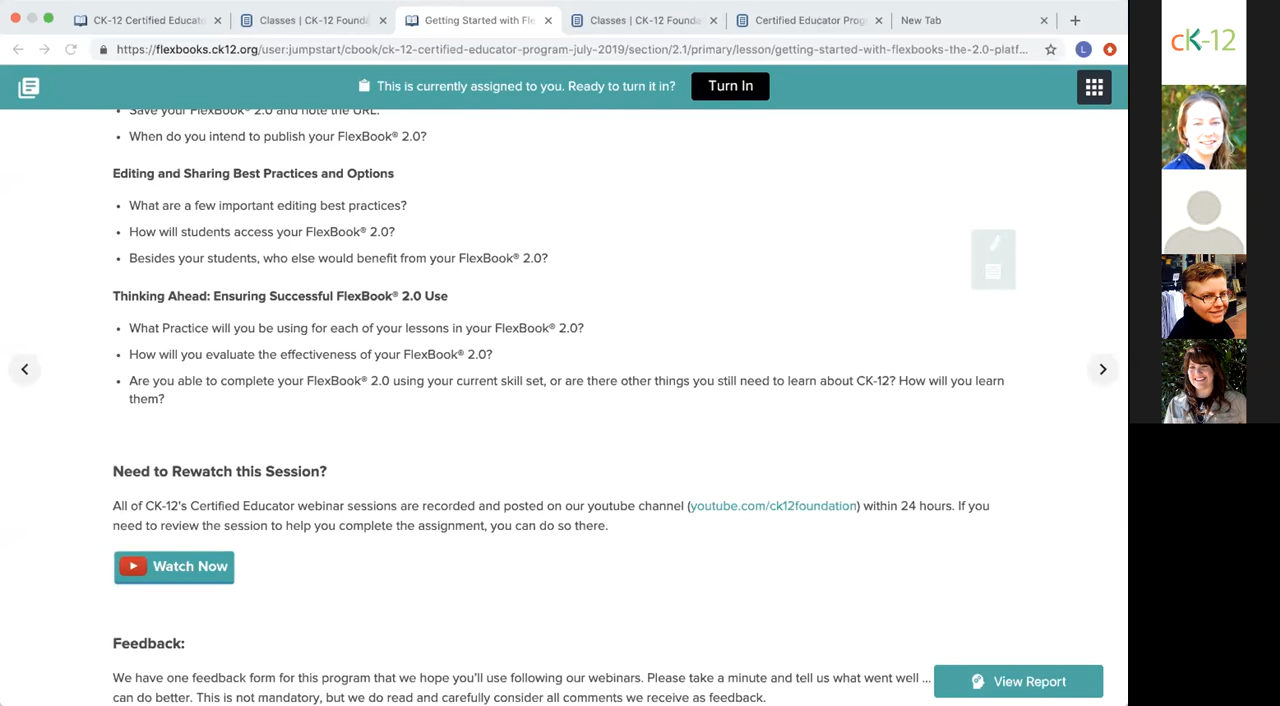 CK-12 Certified Educato
Classes | CK-12 Founda
Getting Started with Fle
Classes | CK-12 Founda
Certified Educator Prog
New Tab
https://flexbooks.ck12.org/user:jumpstart/cbook/ck-12-certified-educator-program-july-2019/section/2.1/primary/lesson/getting-started-with-flexbooks-the-2.0-platf...
L
cK-12
This is currently assigned to you. Ready to turn it in?
Turn In
• Save your FlexBook® 2.0 and note the URL.
• When do you intend to publish your FlexBook® 2.0?
Editing and Sharing Best Practices and Options
• What are a few important editing best practices?
• How will students access your FlexBook® 2.0?
• Besides your students, who else would benefit from your FlexBook® 2.0?
Thinking Ahead: Ensuring Successful FlexBook® 2.0 Use
• What Practice will you be using for each of your lessons in your FlexBook® 2.0?
• How will you evaluate the effectiveness of your FlexBook® 2.0?
• Are you able to complete your FlexBook® 2.0 using your current skill set, or are there other things you still need to learn about CK-12? How will you learn
them?
Need to Rewatch this Session?
All of CK-12's Certified Educator webinar sessions are recorded and posted on our youtube channel (youtube.com/ck12foundation) within 24 hours. If you
need to review the session to help you complete the assignment, you can do so there.
Watch Now
Feedback:
We have one feedback form for this program that we hope you'll use following our webinars. Please take a minute and tell us what went well ...
can do better. This is not mandatory, but we do read and carefully consider all comments we receive as feedback.
View Report